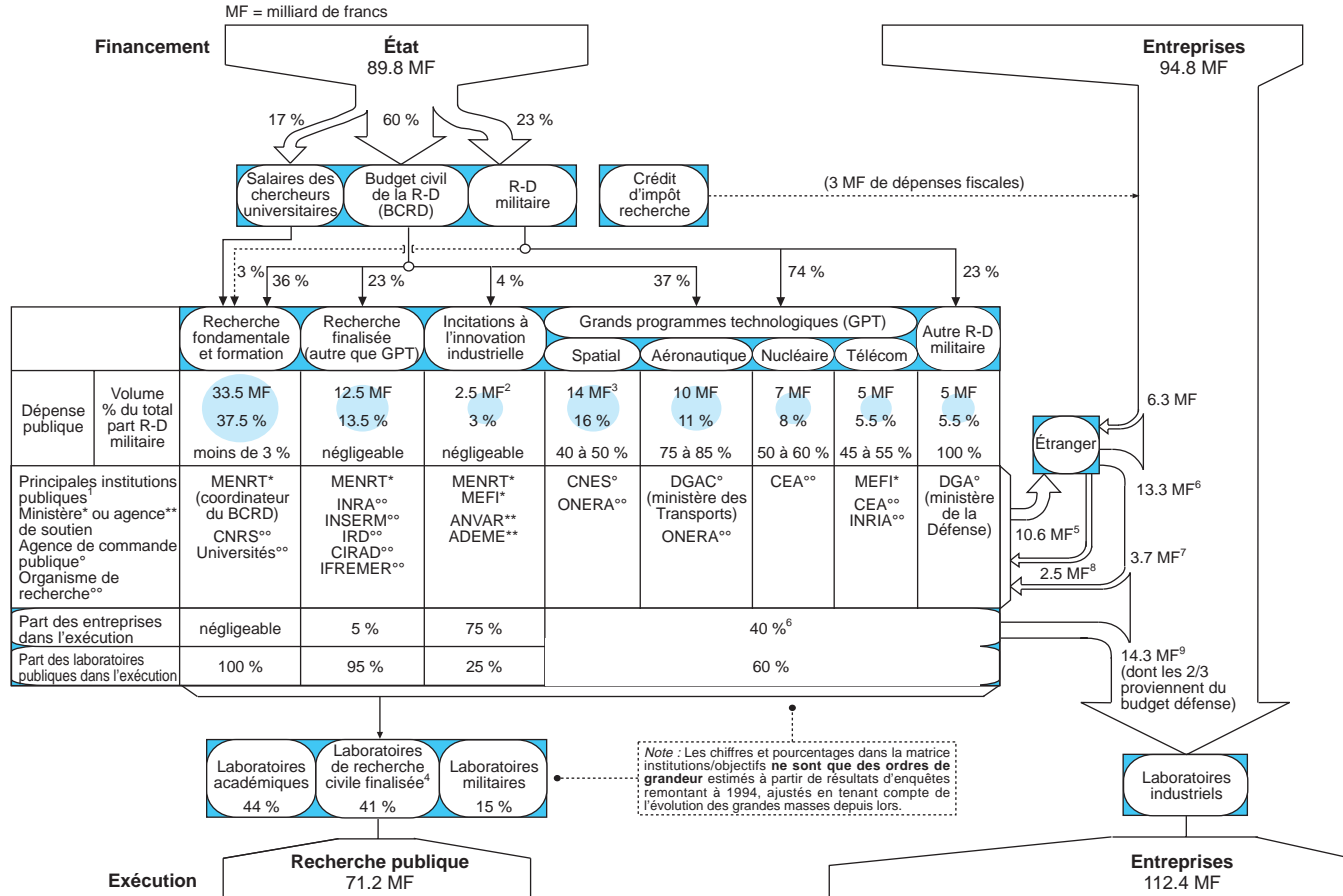 MF = milliard de francs
Financement
État
89.8 MF
Entreprises
94.8 MF
17 %
60 %
23 %
Salaires des
chercheurs
universitaires
Budget civil
de la R-D
(BCRD)
R-D
militaire
Crédit
d'impôt
recherche
(3 MF de dépenses fiscales)
3 %
36 %
23 %
4 %
37 %
74 %
23 %
Recherche
fondamentale
et formation
Recherche
finalisée
(autre que GPT)
Incitations à
l'innovation
industrielle
Grands programmes technologiques (GPT)
Spatial
Aéronautique
Nucléaire
Télécom
Autre R-D
militaire
Dépense
publique
Volume
% du total
part R-D
militaire
33.5 MF
37.5 %
moins de 3 %
12.5 MF
13.5 %
négligeable
2.5 MF²
3 %
négligeable
14 MF³
16 %
40 à 50 %
10 MF
11 %
75 à 85 %
7 MF
8 %
50 à 60 %
5 MF
5.5 %
45 à 55 %
5 MF
5.5 %
100 %
6.3 MF
Étranger
13.3 MF⁶
10.6 MF⁵
3.7 MF⁷
2.5 MF⁸
Principales institutions
publiques¹
Ministère* ou agence**
de soutien
Agence de commande
publique°
Organisme de
recherche°°
MENRT*
(coordinateur
du BCRD)
CNRS°°
Universités°°
MENRT*
INRA°°
INSERM°°
IRD°°
CIRAD°°
IFREMER°°
MENRT*
MEFI*
ANVAR**
ADEME**
CNES°
ONERA°°
DGAC°
(ministère des
Transports)
ONERA°°
CEA°°
MEFI*
CEA°°
INRIA°°
DGA°
(ministère
de la
Défense)
Part des entreprises
dans l'exécution
négligeable
5 %
75 %
40 %⁶
Part des laboratoires
publiques dans l'exécution
100 %
95 %
25 %
60 %
14.3 MF⁹
(dont les 2/3
proviennent du
budget défense)
Laboratoires
académiques
44 %
Laboratoires
de recherche
civile finalisée⁴
41 %
Laboratoires
militaires
15 %
Note : Les chiffres et pourcentages dans la matrice
institutions/objectifs ne sont que des ordres de
grandeur estimés à partir de résultats d'enquêtes
remontant à 1994, ajustés en tenant compte de
l'évolution des grandes masses depuis lors.
Laboratoires
industriels
Exécution
Recherche publique
71.2 MF
Entreprises
112.4 MF